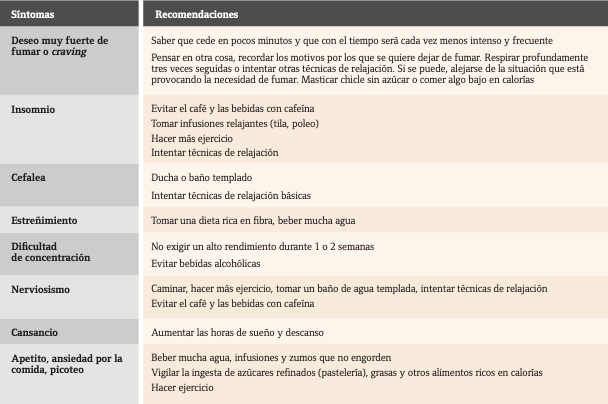 Síntomas
Recomendaciones
Deseo muy fuerte de
fumar o craving
Saber que cede en pocos minutos y que con el tiempo será cada vez menos intenso y frecuente
Pensar en otra cosa, recordar los motivos por los que se quiere dejar de fumar. Respirar profundamente
tres veces seguidas o intentar otras técnicas de relajación. Si se puede, alejarse de la situación que está
provocando la necesidad de fumar. Masticar chicle sin azúcar o comer algo bajo en calorías
Insomnio
Evitar el café y las bebidas con cafeína
Tomar infusiones relajantes (tila, poleo)
Hacer más ejercicio
Intentar técnicas de relajación
Cefalea
Ducha o baño templado
Intentar técnicas de relajación básicas
Estreñimiento
Tomar una dieta rica en fibra, beber mucha agua
Dificultad
de concentración
No exigir un alto rendimiento durante 1 o 2 semanas
Evitar bebidas alcohólicas
Nerviosismo
Caminar, hacer más ejercicio, tomar un baño de agua templada, intentar técnicas de relajación
Evitar el café y las bebidas con cafeína
Cansancio
Aumentar las horas de sueño y descanso
Apetito, ansiedad por la
comida, picoteo
Beber mucha agua, infusiones y zumos que no engorden
Vigilar la ingesta de azúcares refinados (pastelería), grasas y otros alimentos ricos en calorías
Hacer ejercicio